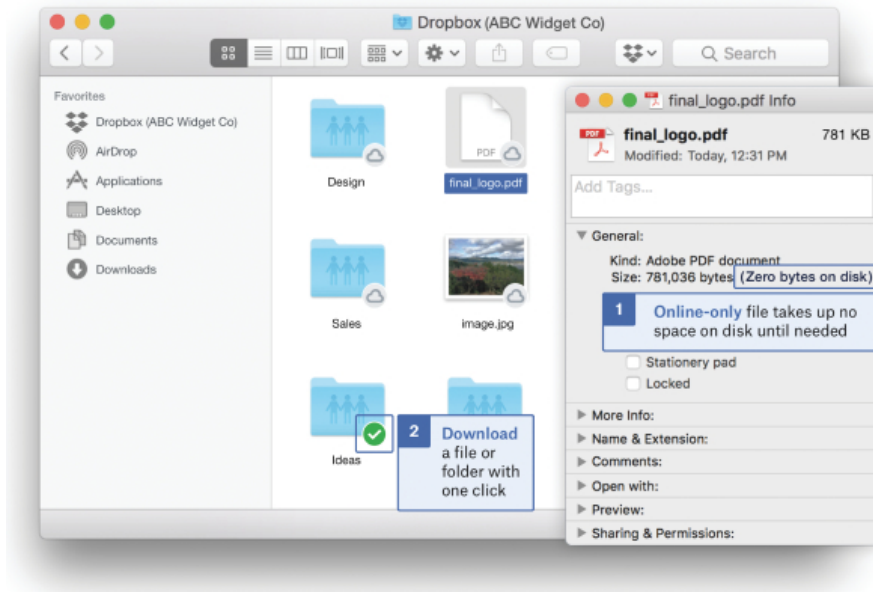 Dropbox (ABC Widget Co)
Search
Favorites
Dropbox (ABC Widget Co)
AirDrop
Applications
Desktop
Documents
Downloads
Design
PDF
final_logo.pdf
Sales
image.jpg
Ideas
2
Download
a file or
folder with
one click
final_logo.pdf Info
PDF
final_logo.pdf 781 KB
Modified: Today, 12:31 PM
Add Tags...
General:
Kind: Adobe PDF document
Size: 781,036 bytes (Zero bytes on disk)
1
Online-only file takes up no
space on disk until needed
Stationery pad
Locked
More Info:
Name & Extension:
Comments:
Open with:
Preview:
Sharing & Permissions: